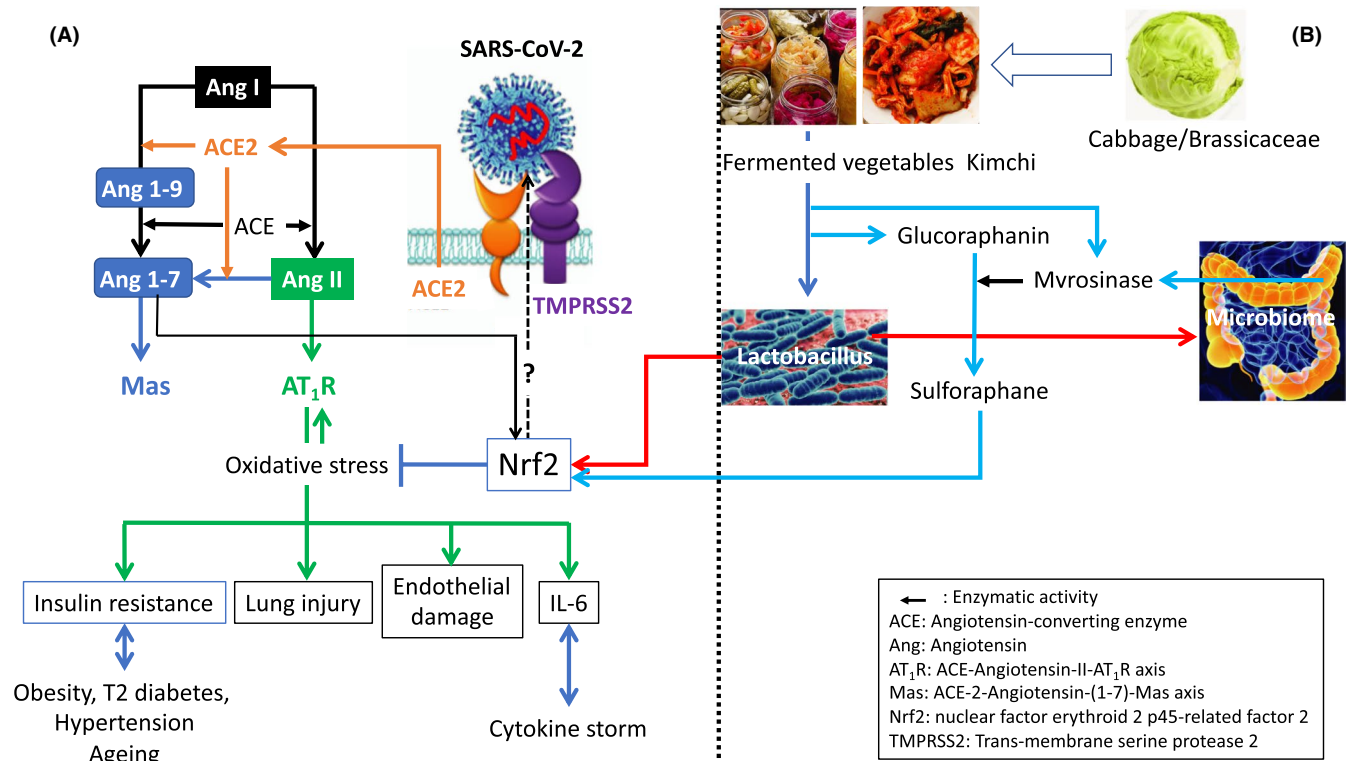 (A)
SARS-CoV-2
Ang I
ACE2
Ang 1-9
ACE
Ang 1-7
Ang II
ACE2
TMPRSS2
Mas
AT₁R
?
Oxidative stress
Nrf2
Insulin resistance
Lung injury
Endothelial
damage
IL-6
Obesity, T2 diabetes,
Hypertension
Ageing
Cytokine storm
(B)
Cabbage/Brassicaceae
Fermented vegetables Kimchi
Glucoraphanin
Mvrosinase
Microbiome
Lactobacillus
Sulforaphane
: Enzymatic activity
ACE: Angiotensin-converting enzyme
Ang: Angiotensin
AT₁R: ACE-Angiotensin-II-AT₁R axis
Mas: ACE-2-Angiotensin-(1-7)-Mas axis
Nrf2: nuclear factor erythroid 2 p45-related factor 2
TMPRSS2: Trans-membrane serine protease 2